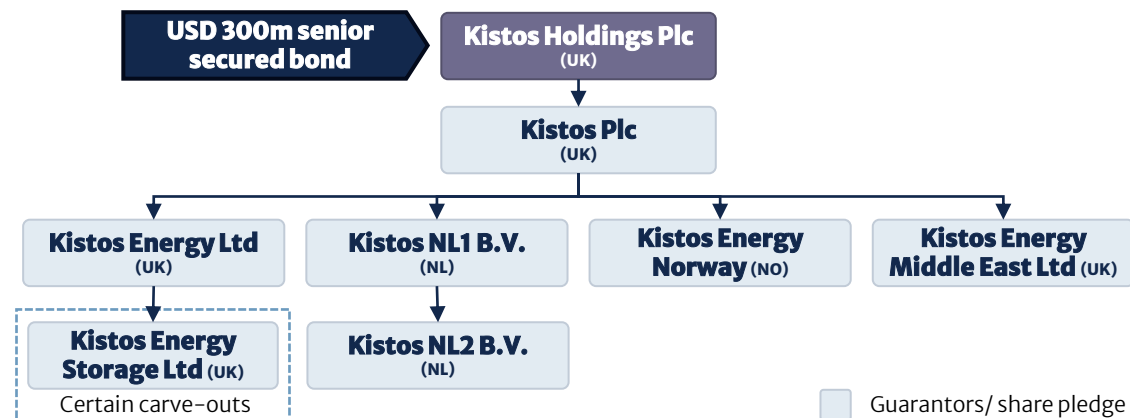 USD 300m senior
secured bond
Kistos Holdings Plc
(UK)
Kistos Plc
(UK)
Kistos Energy Ltd
(UK)
Kistos NL1 B.V.
(NL)
Kistos Energy
Norway (NO)
Kistos Energy
Middle East Ltd (UK)
Kistos Energy
Storage Ltd (UK)
Certain carve-outs
Kistos NL2 B.V.
(NL)
Guarantors/ share pledge